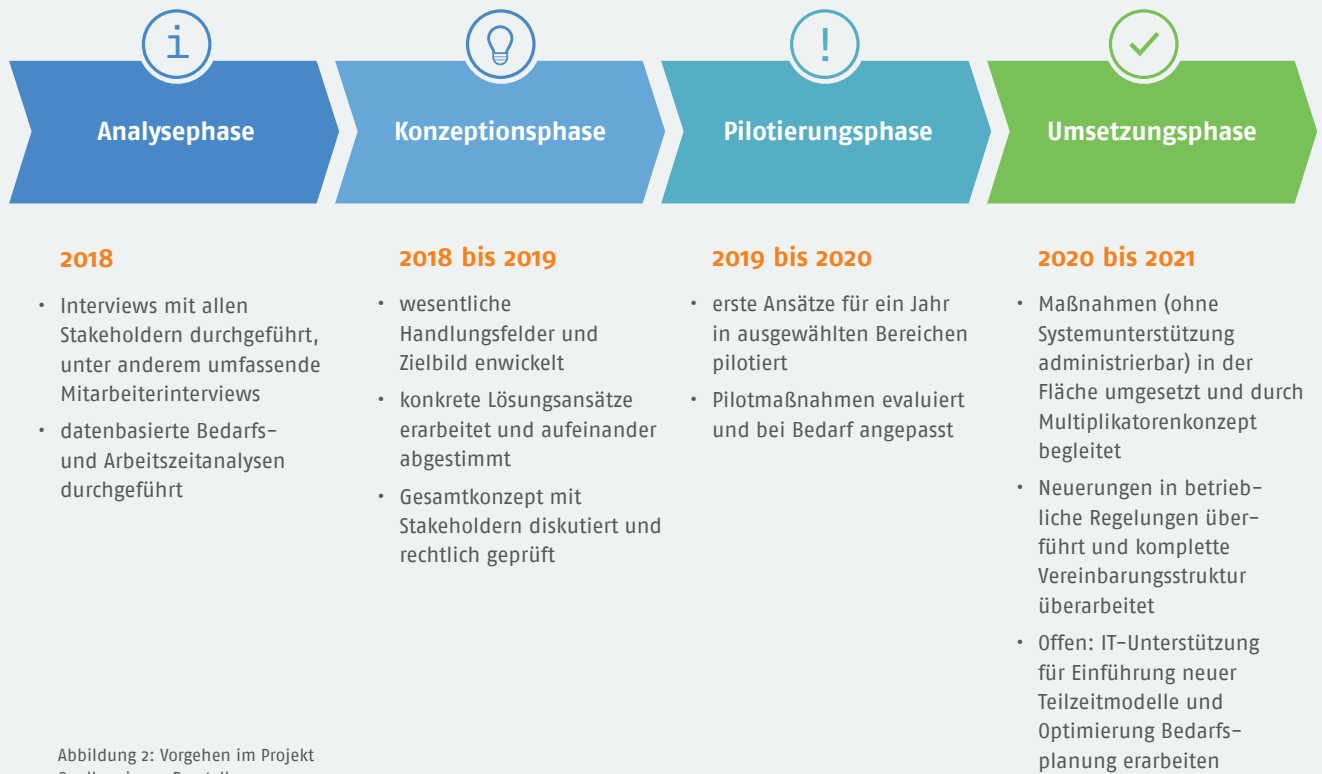 i
!
Analysephase
Konzeptionsphase
Pilotierungsphase
Umsetzungsphase
2018
• Interviews mit allen
Stakeholdern durchgeführt,
unter anderem umfassende
Mitarbeiterinterviews
• datenbasierte Bedarfs-
und Arbeitszeitanalysen
durchgeführt
2018 bis 2019
• wesentliche
Handlungsfelder und
Zielbild enwickelt
• konkrete Lösungsansätze
erarbeitet und aufeinander
abgestimmt
• Gesamtkonzept mit
Stakeholdern diskutiert und
rechtlich geprüft
2019 bis 2020
• erste Ansätze für ein Jahr
in ausgewählten Bereichen
pilotiert
• Pilotmaßnahmen evaluiert
und bei Bedarf angepasst
2020 bis 2021
• Maßnahmen (ohne
Systemunterstützung
administrierbar) in der
Fläche umgesetzt und durch
Multiplikatorenkonzept
begleitet
• Neuerungen in betrieb-
liche Regelungen über-
führt und komplette
Vereinbarungsstruktur
überarbeitet
• Offen: IT-Unterstützung
für Einführung neuer
Teilzeitmodelle und
Optimierung Bedarfs-
planung erarbeiten
Abbildung 2: Vorgehen im Projekt